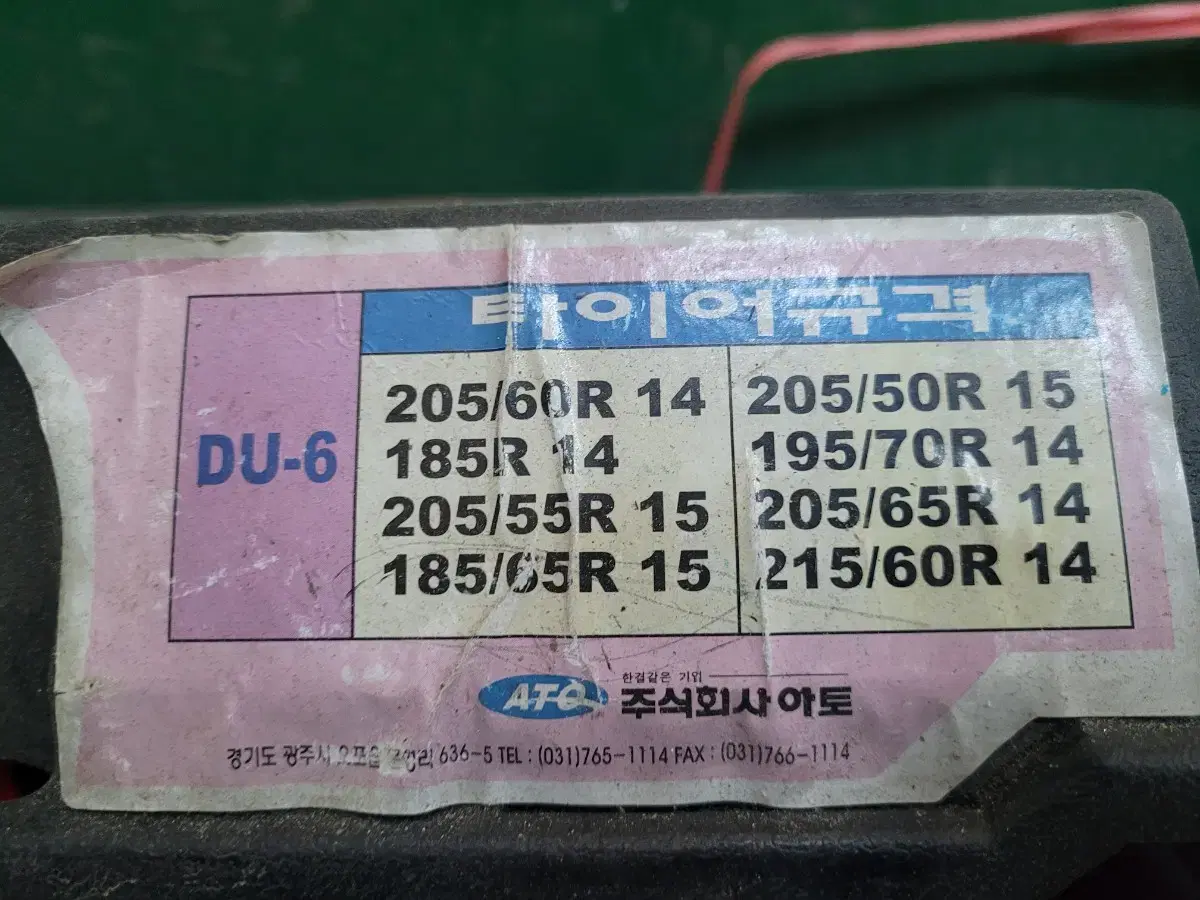 타이어규격
DU-6
205/60R 14 205/50R 15
185R 14 195/70R 14
205/55R 15 205/65R 14
185/65R 15 215/60R 14
ATO 한결같은 기업
주식회사 아토
경기도 광주시 오포읍 636-5 TEL : (031)765-1114 FAX : (031)766-1114